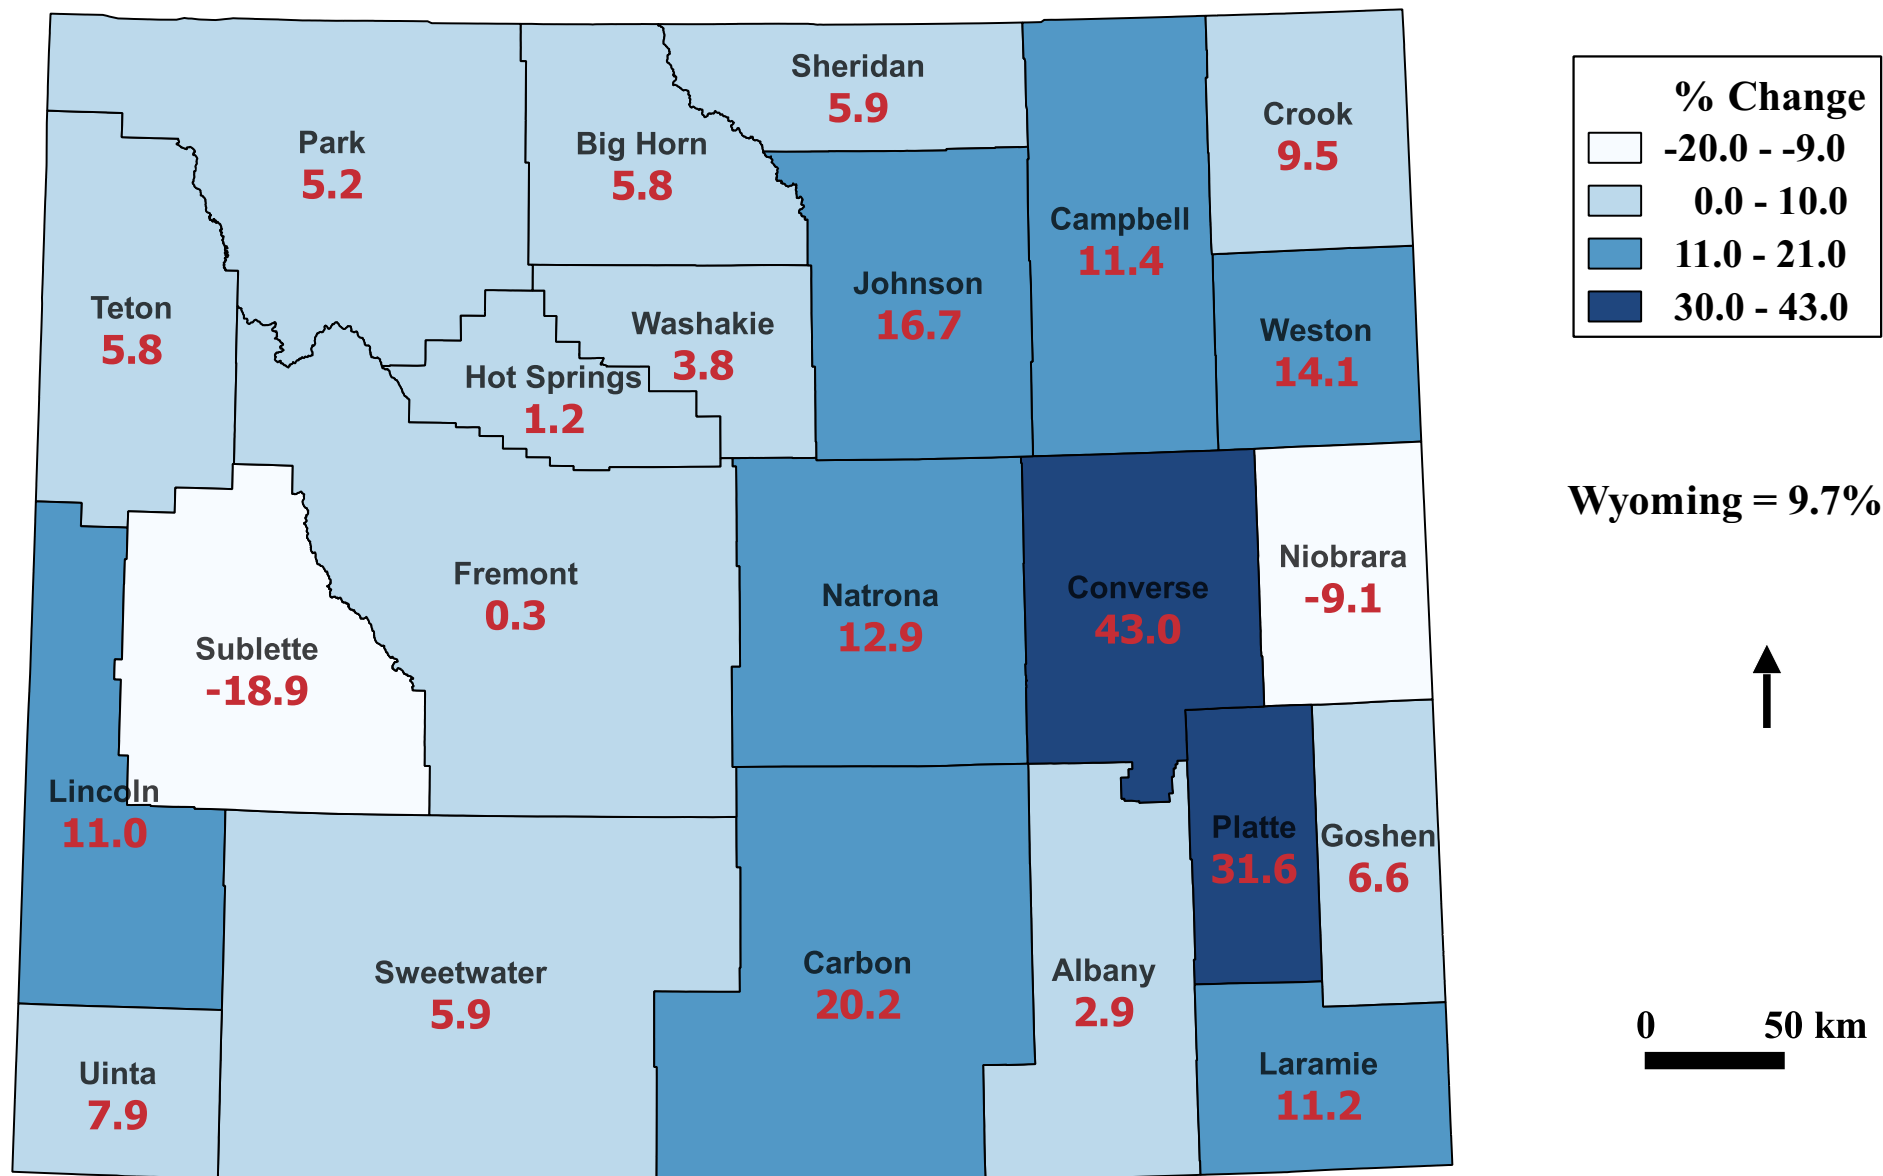 Sheridan
5.9
Crook
9.5
Park
5.2
Big Horn
5.8
Campbell
11.4
Johnson
16.7
Teton
5.8
Washakie
3.8
Weston
14.1
Hot Springs
1.2
Fremont
0.3
Natrona
12.9
Converse
43.0
Niobrara
-9.1
Sublette
-18.9
Lincoln
11.0
Platte
31.6
Goshen
6.6
Sweetwater
5.9
Carbon
20.2
Albany
2.9
Uinta
7.9
Laramie
11.2
% Change
-20.0 - -9.0
0.0 - 10.0
11.0 - 21.0
30.0 - 43.0
Wyoming = 9.7%
0 50 km